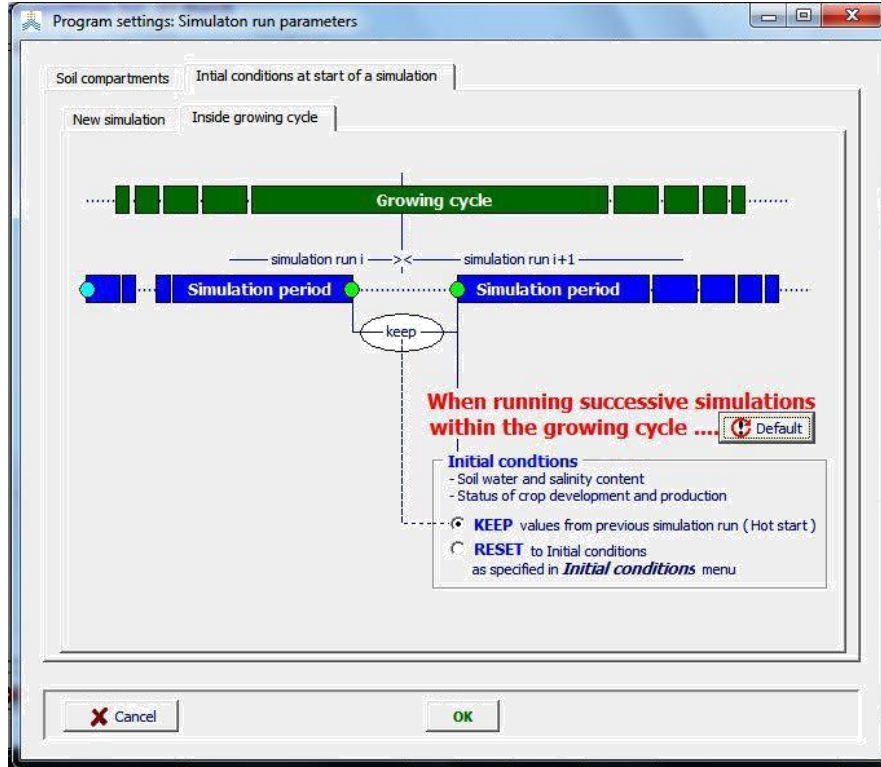 Program settings: Simulaton run parameters
Soil compartments
Intial conditions at start of a simulation
New simulation
Inside growing cycle
Growing cycle
simulation run i
><
simulation run i+1
Simulation period
Simulation period
keep
When running successive simulations
within the growing cycle ....
Default
Initial condtions
- Soil water and salinity content
- Status of crop development and production
KEEP values from previous simulation run ( Hot start )
RESET to Initial conditions
as specified in Initial conditions menu
Cancel
OK